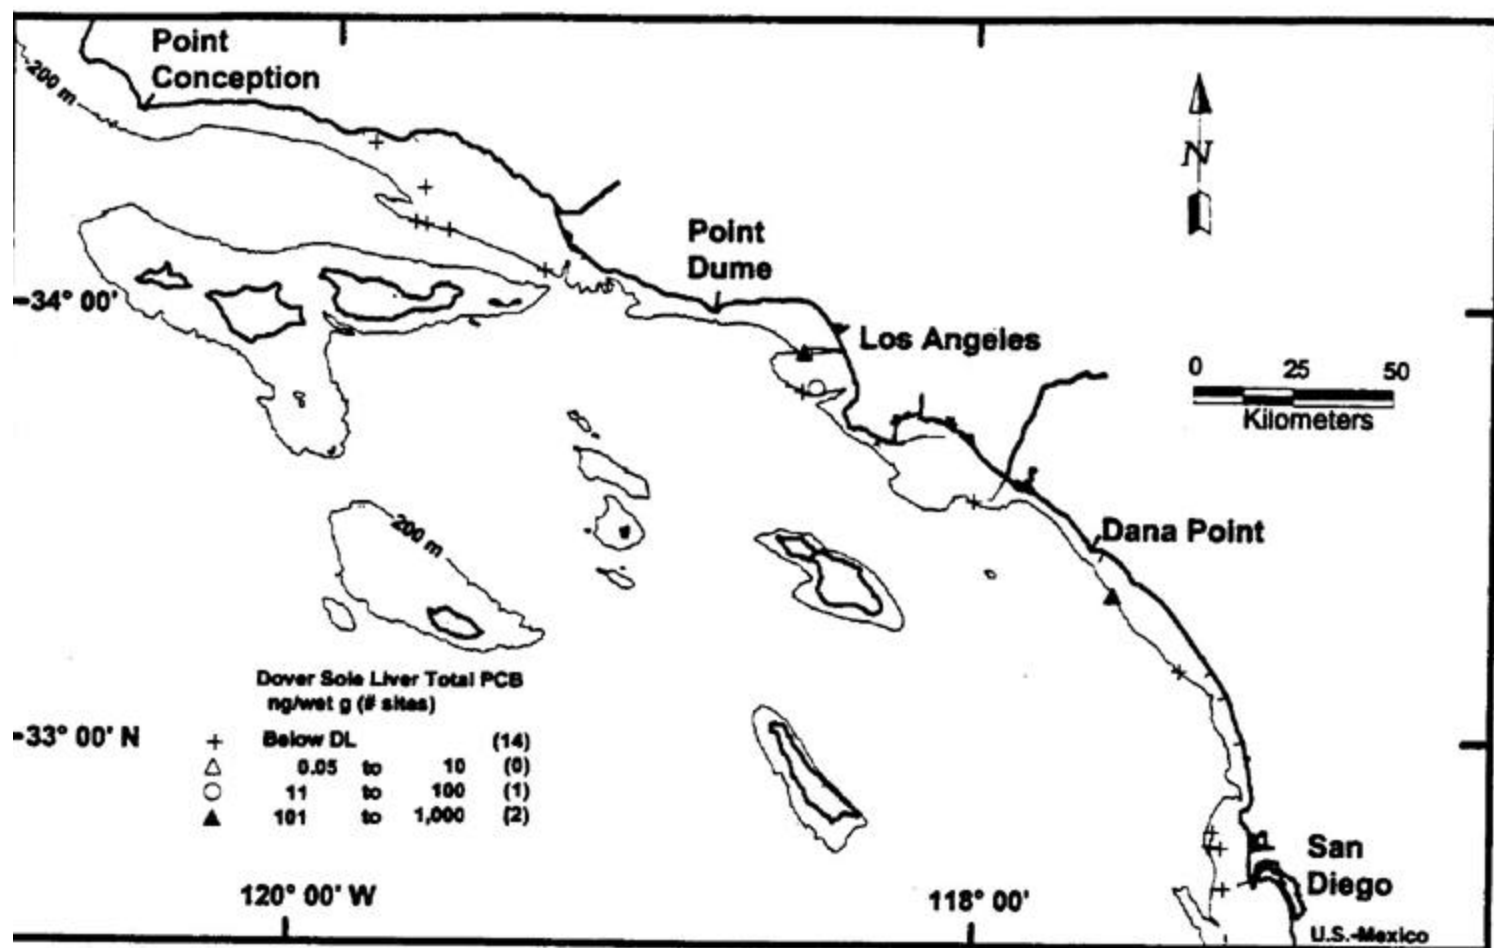 Point
Conception
200 m
N
Point
Dume
34° 00'
Los Angeles
0 25 50
Kilometers
200 m
Dana Point
Dover Sole Liver Total PCB
ng/wet g (# sites)
+ Below DL (14)
△ 0.05 to 10 (0)
○ 11 to 100 (1)
▲ 101 to 1,000 (2)
33° 00' N
San
Diego
120° 00' W
118° 00'
U.S.-Mexico